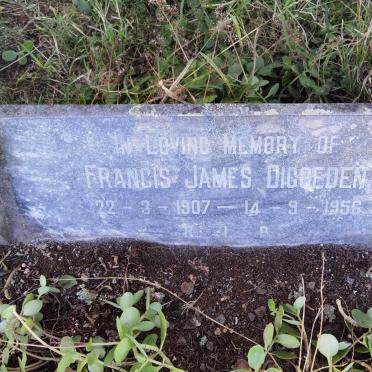 IN LOVING MEMORY OF
FRANCIS JAMES DIGGEDEN
22 - 3 - 1907 - 14 - 9 - 1956
R. I. P.